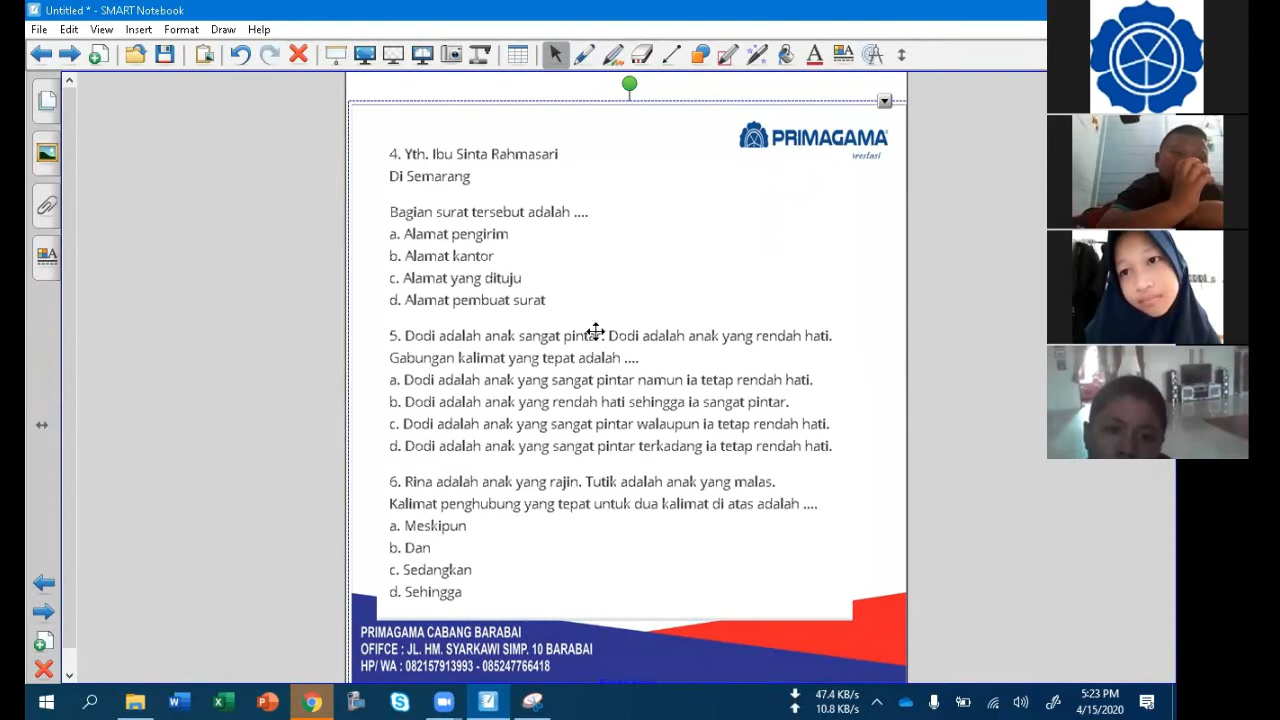 Untitled * - SMART Notebook
File Edit View Insert Format Draw Help
PRIMAGAMA
4. Yth. Ibu Sinta Rahmasari
Di Semarang
Bagian surat tersebut adalah ....
a. Alamat pengirim
b. Alamat kantor
c. Alamat yang dituju
d. Alamat pembuat surat
5. Dodi adalah anak sangat pintar. Dodi adalah anak yang rendah hati.
Gabungan kalimat yang tepat adalah ....
a. Dodi adalah anak yang sangat pintar namun ia tetap rendah hati.
b. Dodi adalah anak yang rendah hati sehingga ia sangat pintar.
c. Dodi adalah anak yang sangat pintar walaupun ia tetap rendah hati.
d. Dodi adalah anak yang sangat pintar terkadang ia tetap rendah hati.
6. Rina adalah anak yang rajin. Tutik adalah anak yang malas.
Kalimat penghubung yang tepat untuk dua kalimat di atas adalah ....
a. Meskipun
b. Dan
c. Sedangkan
d. Sehingga
PRIMAGAMA CABANG BARABAI
OFIFCE : JL. HM. SYARKAWI SIMP. 10 BARABAI
HP/ WA : 082157913993 - 085247766418
47.4 KB/s
10.8 KB/s
5:23 PM
4/15/2020